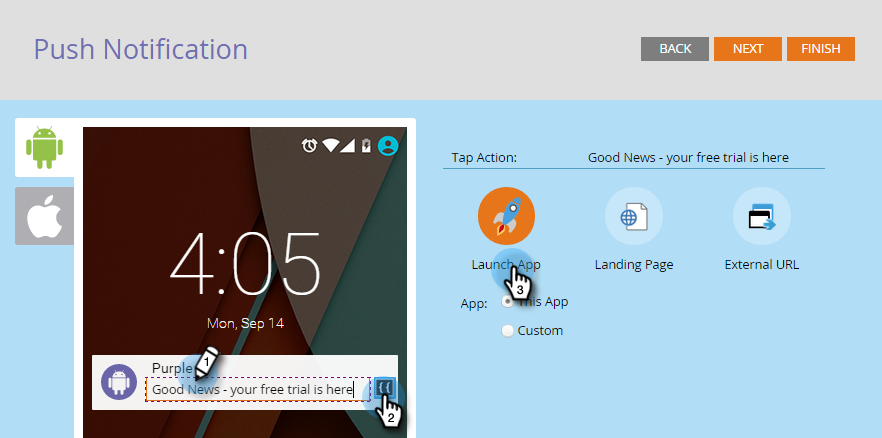 Push Notification
BACK
NEXT
FINISH
Tap Action:
Good News - your free trial is here
4:05
Mon, Sep 14
Launch App
Landing Page
External URL
App:
This App
Custom
Purple
1
Good News - your free trial is here
{{
2
3